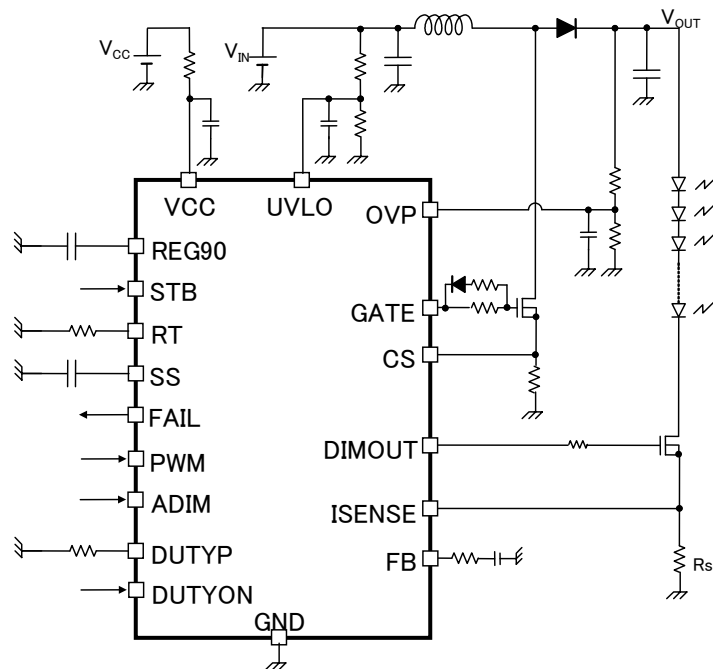 VCC
VIN
VOUT
VCC
UVLO
OVP
REG90
STB
GATE
RT
CS
SS
FAIL
DIMOUT
PWM
ADIM
ISENSE
DUTYP
FB
Rs
DUTYON
GND